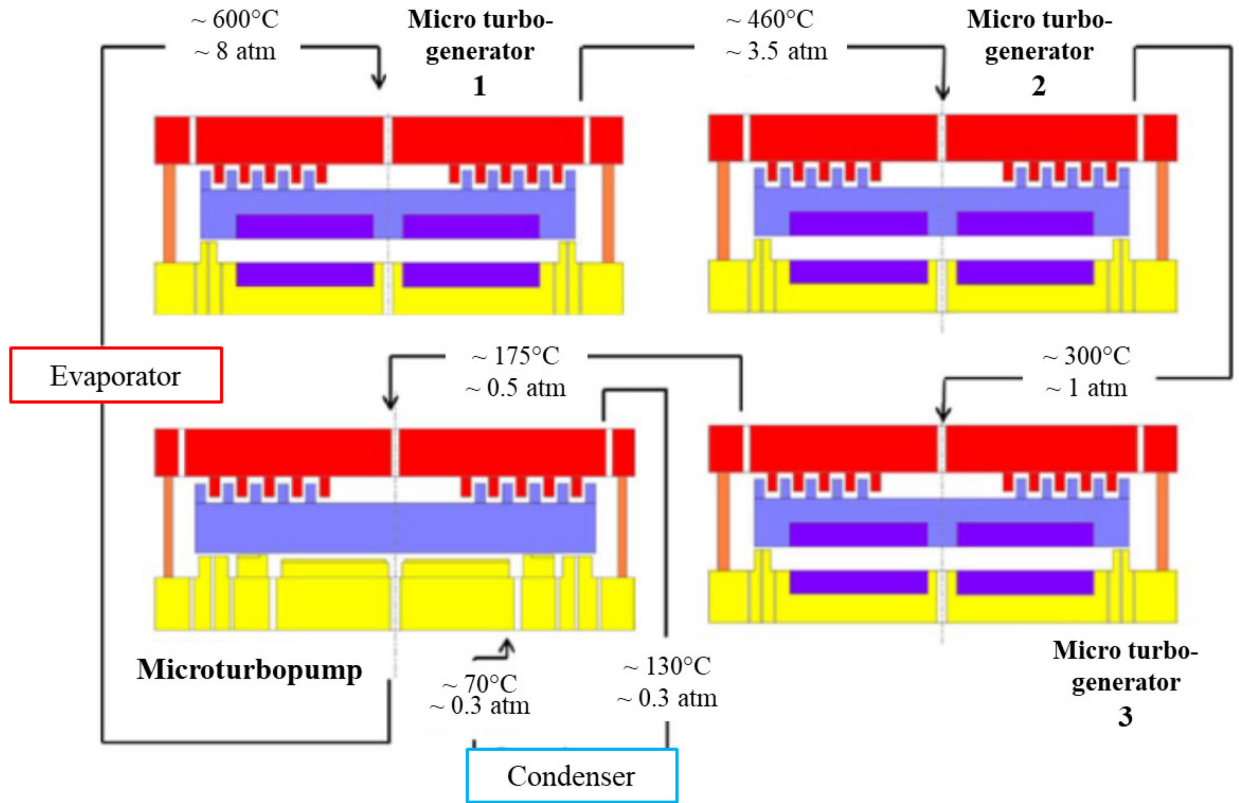 ~ 600°C
~ 8 atm
Micro turbo-
generator
1
~ 460°C
~ 3.5 atm
Micro turbo-
generator
2
Evaporator
~ 175°C
~ 0.5 atm
~ 300°C
~ 1 atm
Microturbopump
~ 70°C
~ 0.3 atm
~ 130°C
~ 0.3 atm
Micro turbo-
generator
3
Condenser